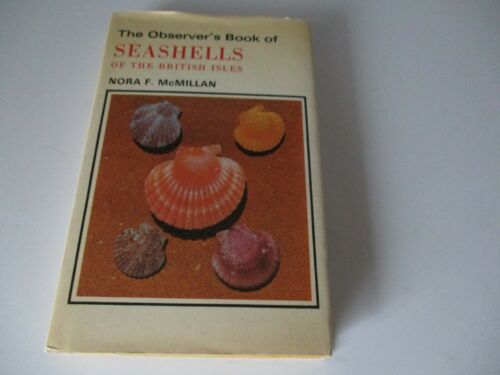 The Observer's Book of
SEASHELLS
OF THE BRITISH ISLES
NORA F. McMILLAN